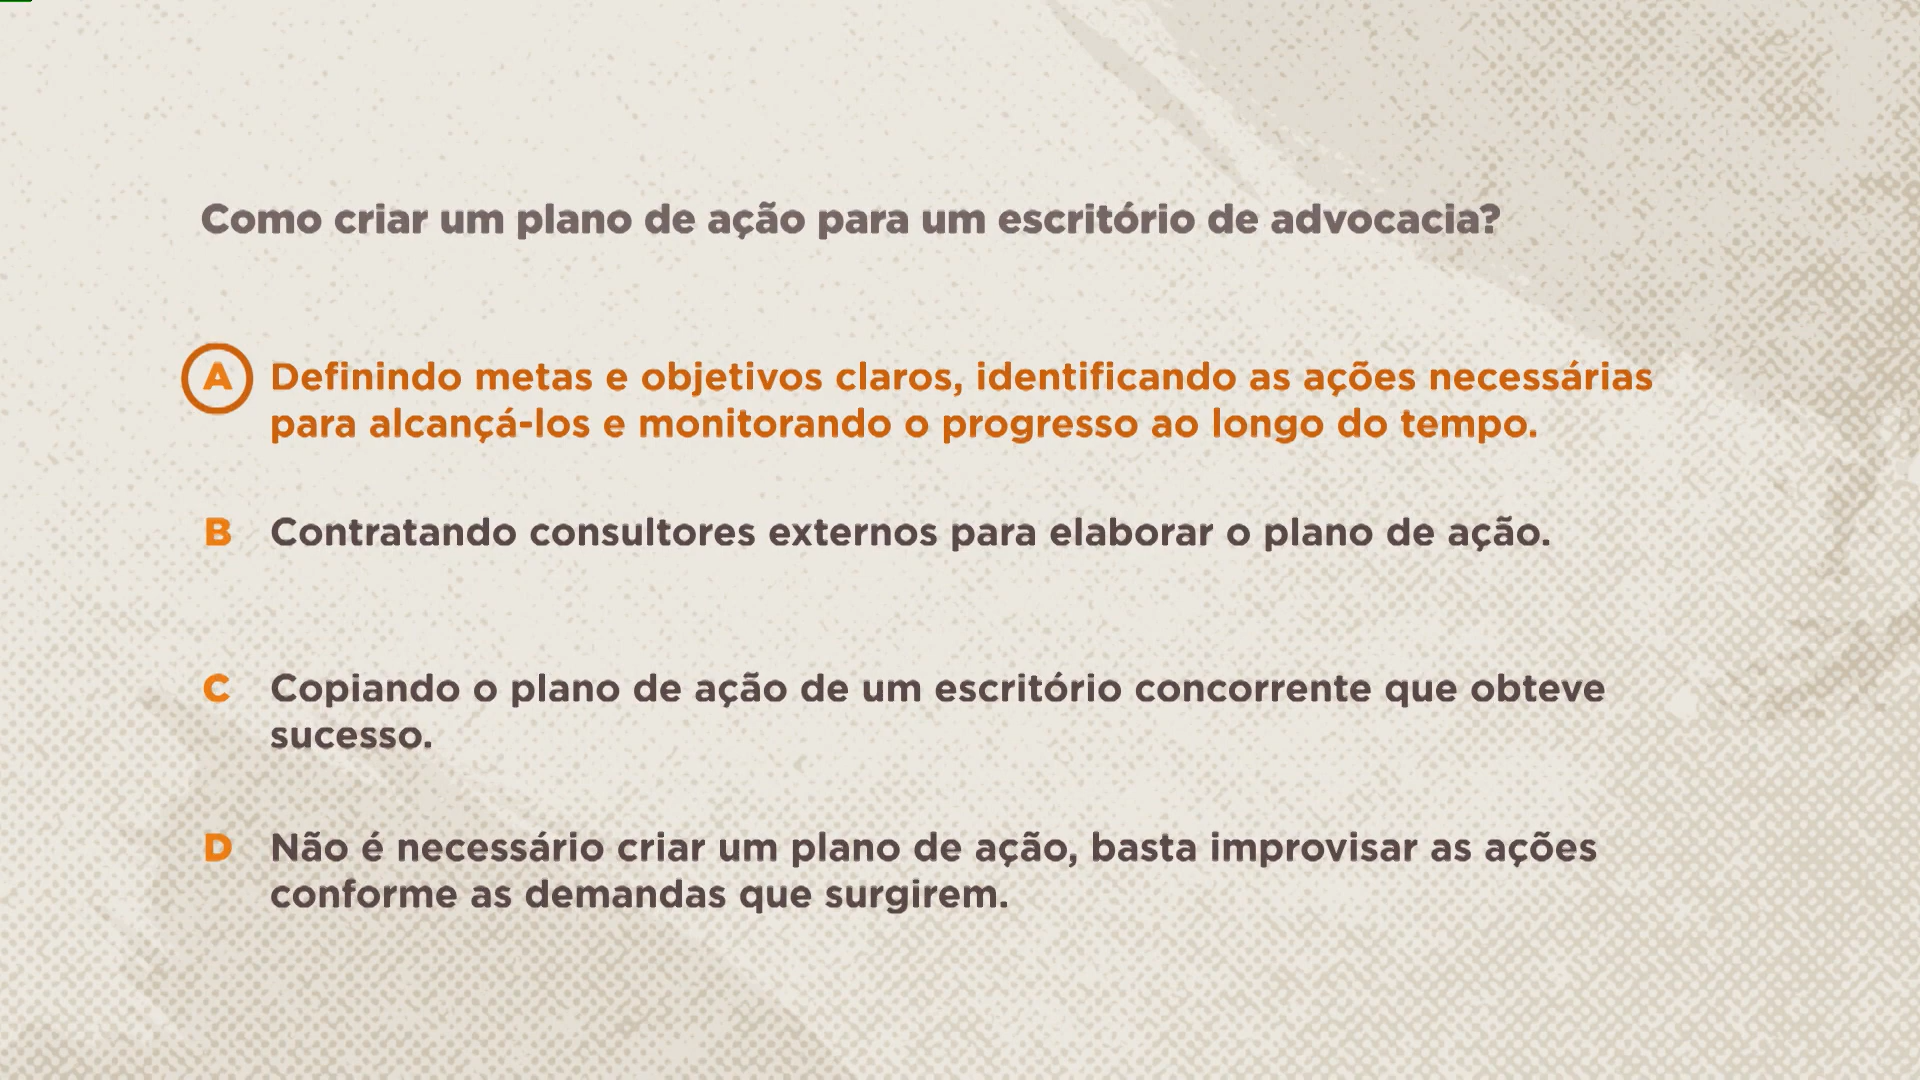 Como criar um plano de ação para um escritório de advocacia?
A Definindo metas e objetivos claros, identificando as ações necessárias
para alcançá-los e monitorando o progresso ao longo do tempo.
B Contratando consultores externos para elaborar o plano de ação.
C Copiando o plano de ação de um escritório concorrente que obteve
sucesso.
D Não é necessário criar um plano de ação, basta improvisar as ações
conforme as demandas que surgirem.